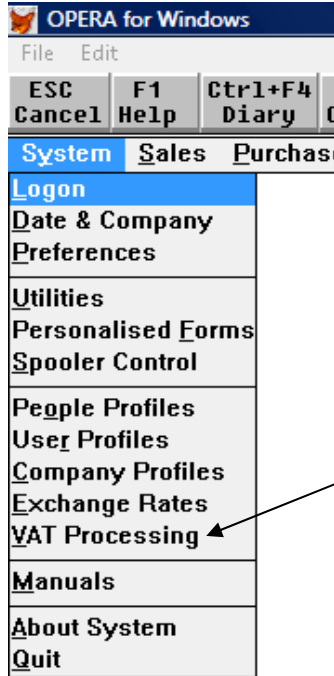 OPERA for Windows
File Edit
ESC F1 Ctrl+F4
Cancel Help Diary
System Sales Purchas
Logon
Date & Company
Preferences
Utilities
Personalised Forms
Spooler Control
People Profiles
User Profiles
Company Profiles
Exchange Rates
VAT Processing
Manuals
About System
Quit